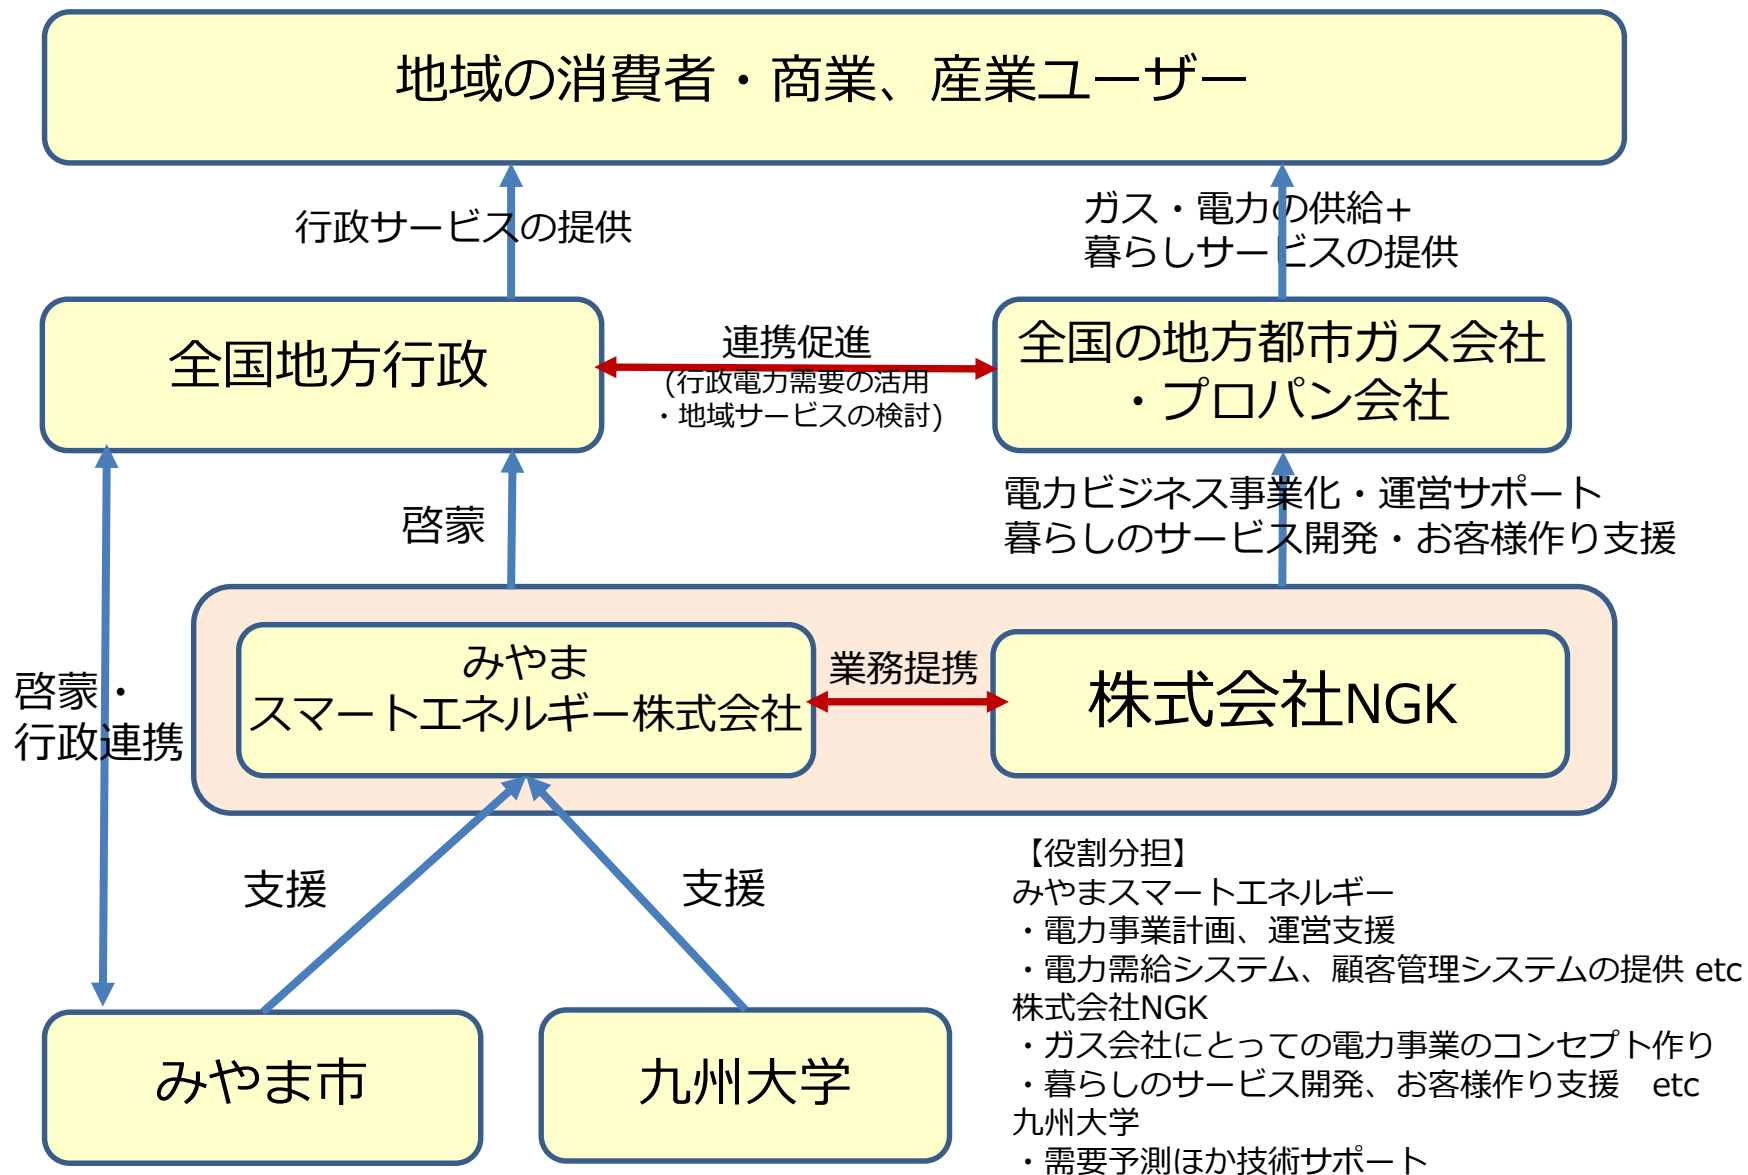 地域の消費者・商業、産業ユーザー
行政サービスの提供
ガス・電力の供給+
暮らしサービスの提供
全国地方行政
連携促進
(行政電力需要の活用
・地域サービスの検討)
全国の地方都市ガス会社
・プロパン会社
啓蒙
電力ビジネス事業化・運営サポート
暮らしのサービス開発・お客様作り支援
啓蒙・
行政連携
みやま
スマートエネルギー株式会社
業務提携
株式会社NGK
支援
支援
みやま市
九州大学
【役割分担】
みやまスマートエネルギー
・電力事業計画、運営支援
・電力需給システム、顧客管理システムの提供 etc
株式会社NGK
・ガス会社にとっての電力事業のコンセプト作り
・暮らしのサービス開発、お客様作り支援　etc
九州大学
・需要予測ほか技術サポート